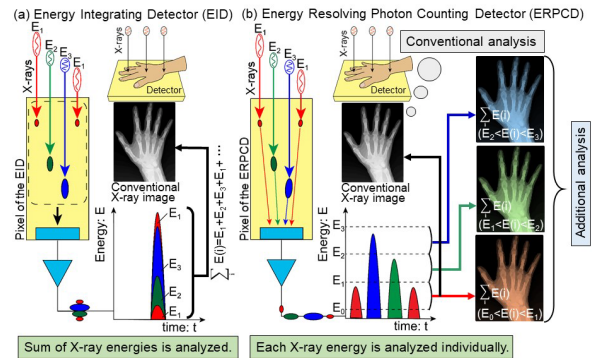 (a) Energy Integrating Detector (EID)
E₁
E₂
E₃
E₁
X-rays
X-rays
Detector
Pixel of the EID
Conventional
X-ray image
Energy: E
E₁
E₃
E₂
E₁
time: t
∑E(i)=E₁+E₂+E₃+E₁+ ⋯
i
Sum of X-ray energies is analyzed.
(b) Energy Resolving Photon Counting Detector (ERPCD)
E₁
E₂
E₃
E₁
X-rays
X-rays
Detector
Conventional analysis
Pixel of the ERPCD
Conventional
X-ray image
Energy: E
E₃
E₂
E₁
E₀
time: t
∑E(i)
i
(E₂<E(i)<E₃)
∑E(i)
i
(E₁<E(i)<E₂)
∑E(i)
i
(E₀<E(i)<E₁)
Additional analysis
Each X-ray energy is analyzed individually.